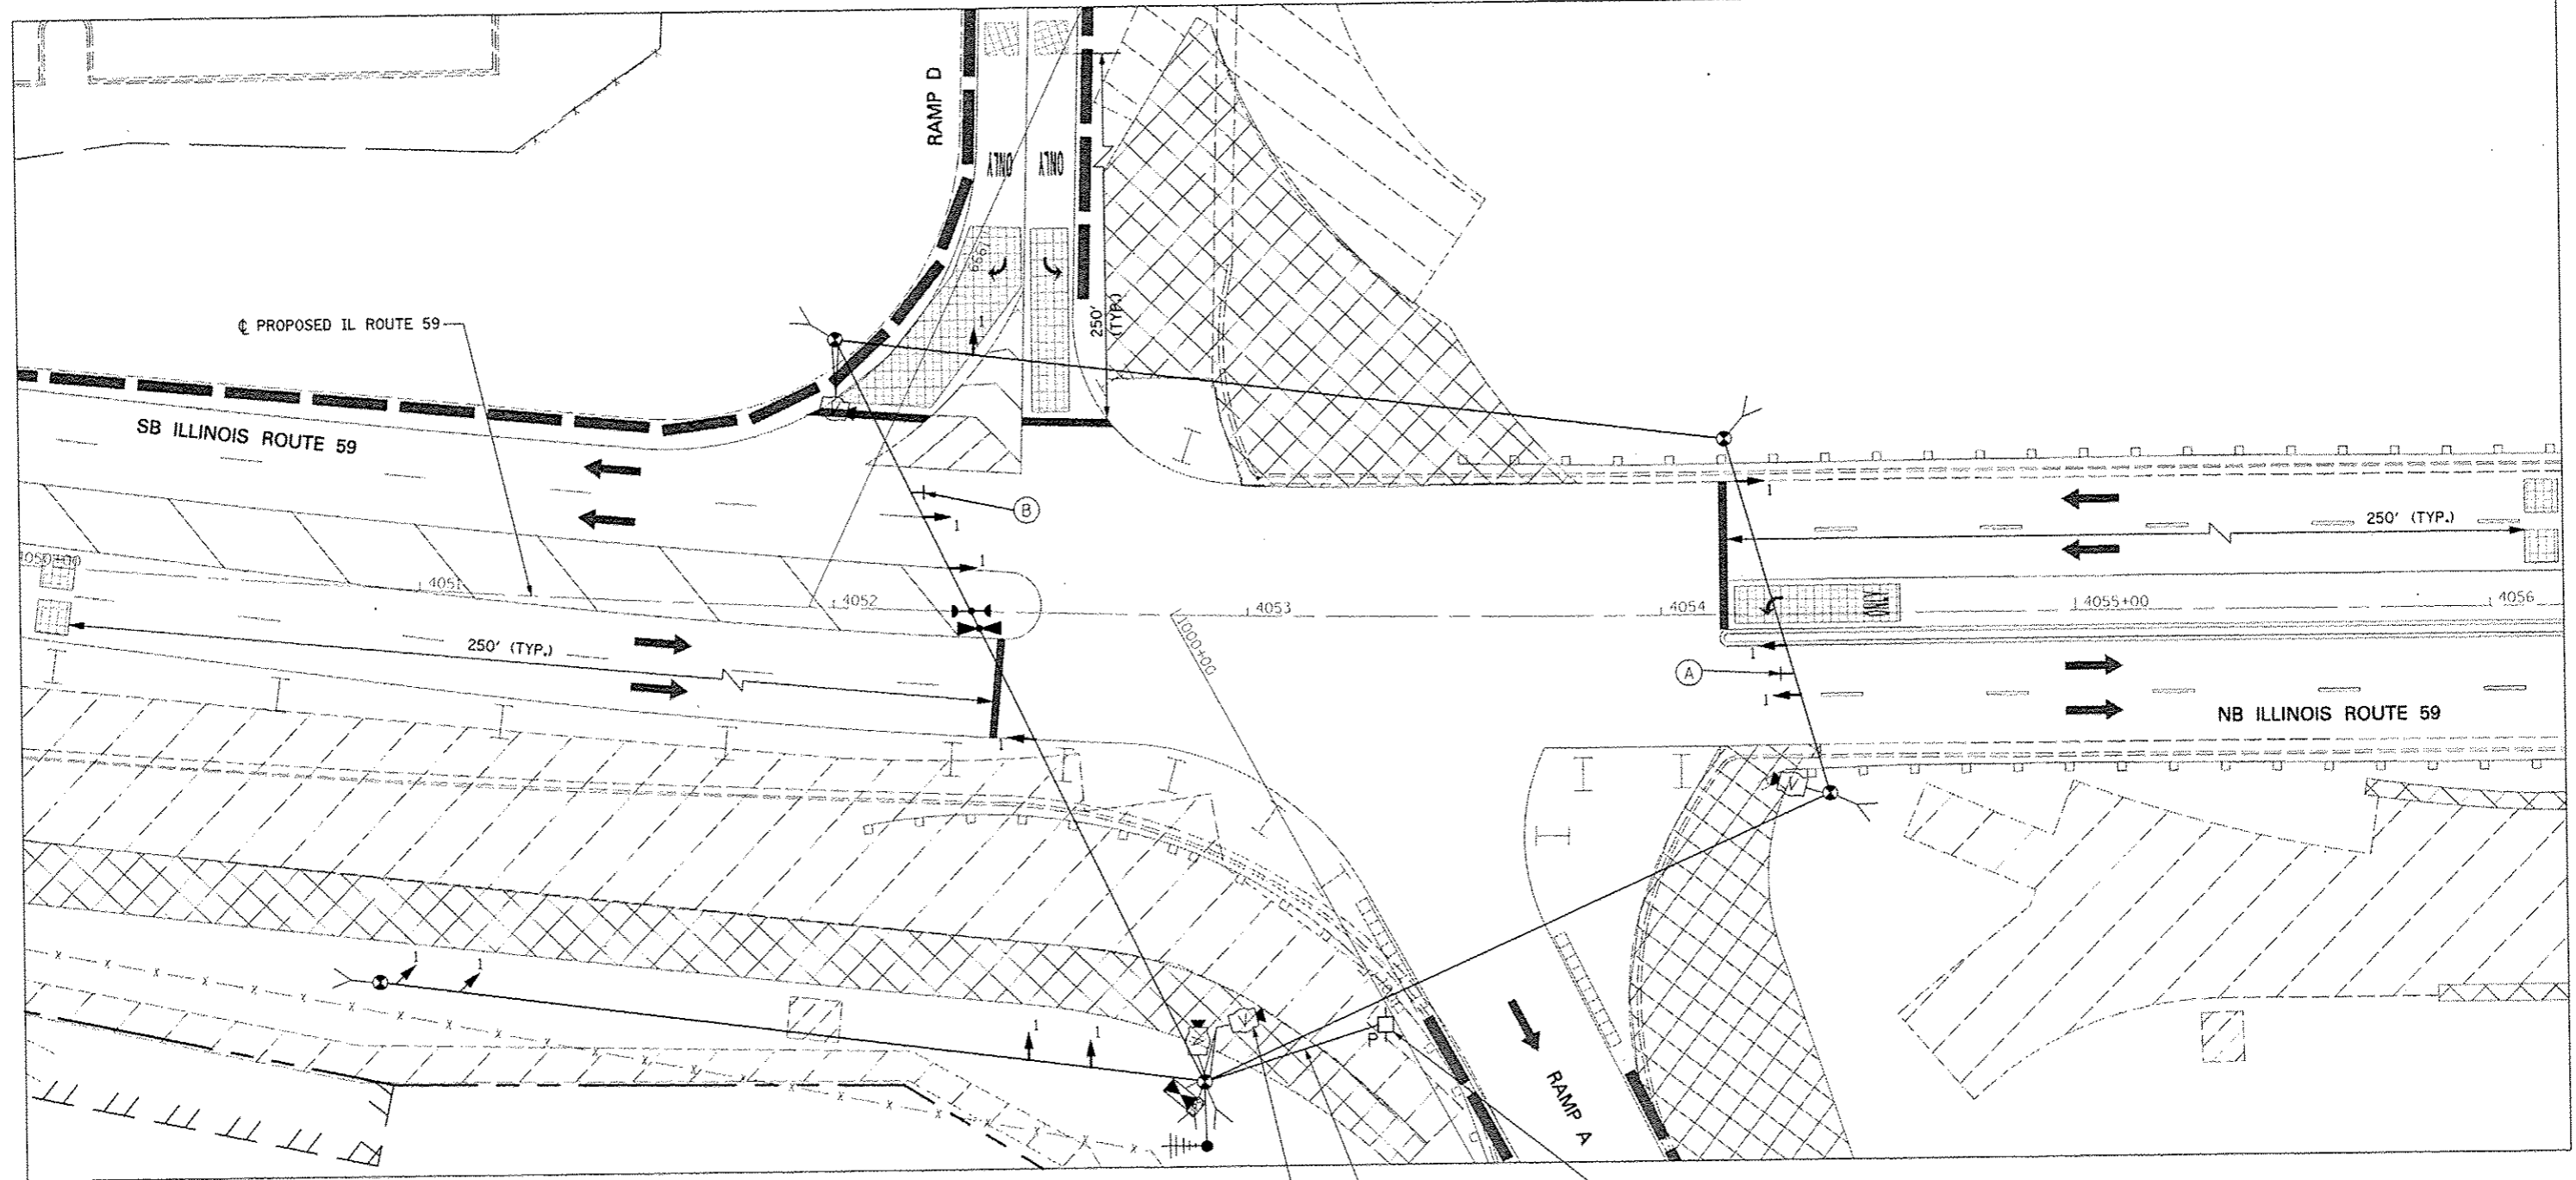 RAMP D
ONLY
ONLY
6667
1
250'
(TYP.)
℄ PROPOSED IL ROUTE 59
SB ILLINOIS ROUTE 59
B
1
1
1
250' (TYP.)
4050+00
4051
4052
4053
4054
4055+00
4056
ONLY
250' (TYP.)
1000+00
1
A
1
NB ILLINOIS ROUTE 59
1
1
1
1
1
P
RAMP A